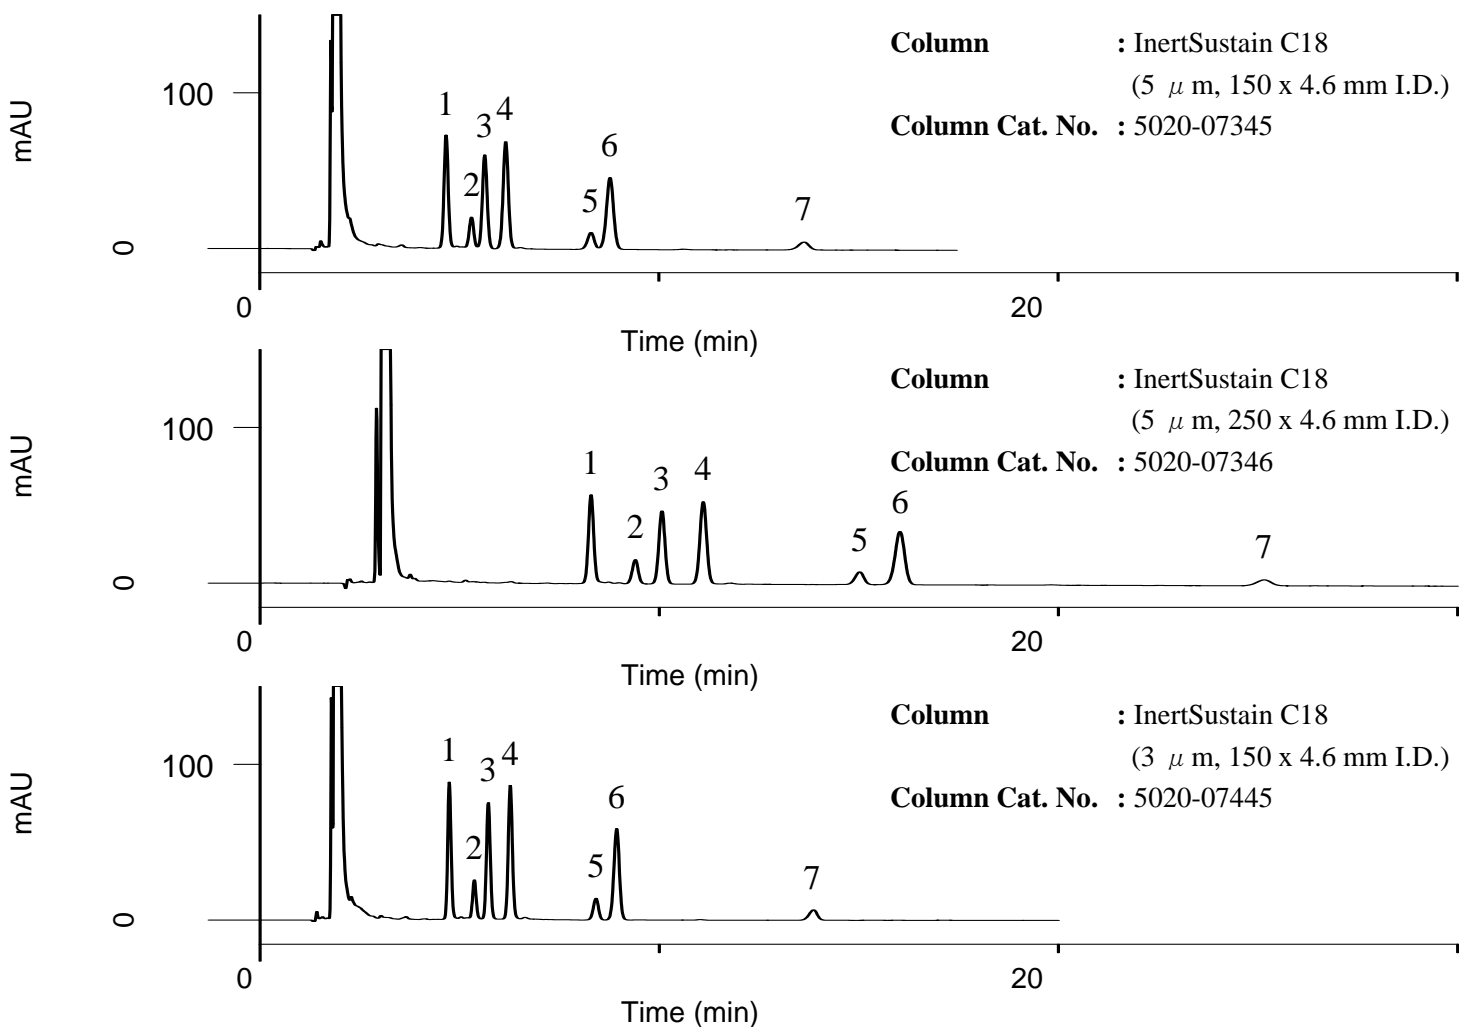 Column : InertSustain C18
(5 μm, 150 x 4.6 mm I.D.)
Column Cat. No. : 5020-07345
mAU
100
0
1
2
3
4
5
6
7
0
20
Time (min)
Column : InertSustain C18
(5 μm, 250 x 4.6 mm I.D.)
Column Cat. No. : 5020-07346
mAU
100
0
1
2
3
4
5
6
7
0
20
Time (min)
Column : InertSustain C18
(3 μm, 150 x 4.6 mm I.D.)
Column Cat. No. : 5020-07445
mAU
100
0
1
2
3
4
5
6
7
0
20
Time (min)